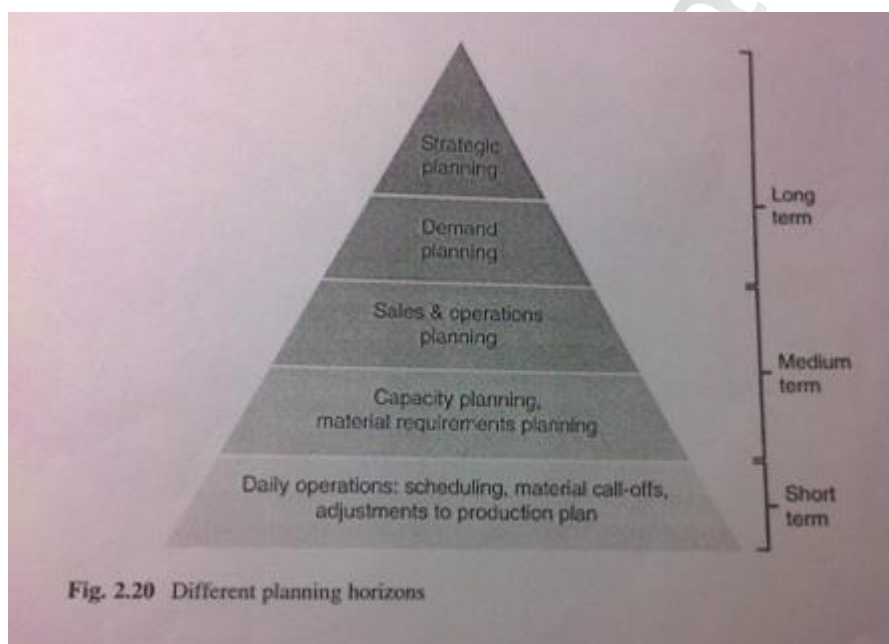 Strategic
planning
Demand
planning
Sales & operations
planning
Capacity planning,
material requirements planning
Daily operations: scheduling, material call-offs,
adjustments to production plan
Long
term
Medium
term
Short
term
Fig. 2.20 Different planning horizons